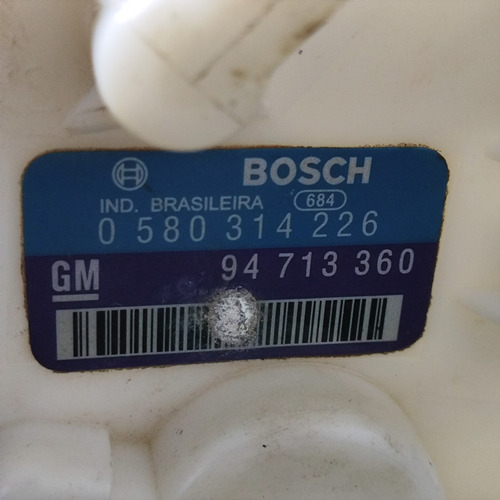 BOSCH
IND. BRASILEIRA 684
0 580 314 226
GM 94 713 360